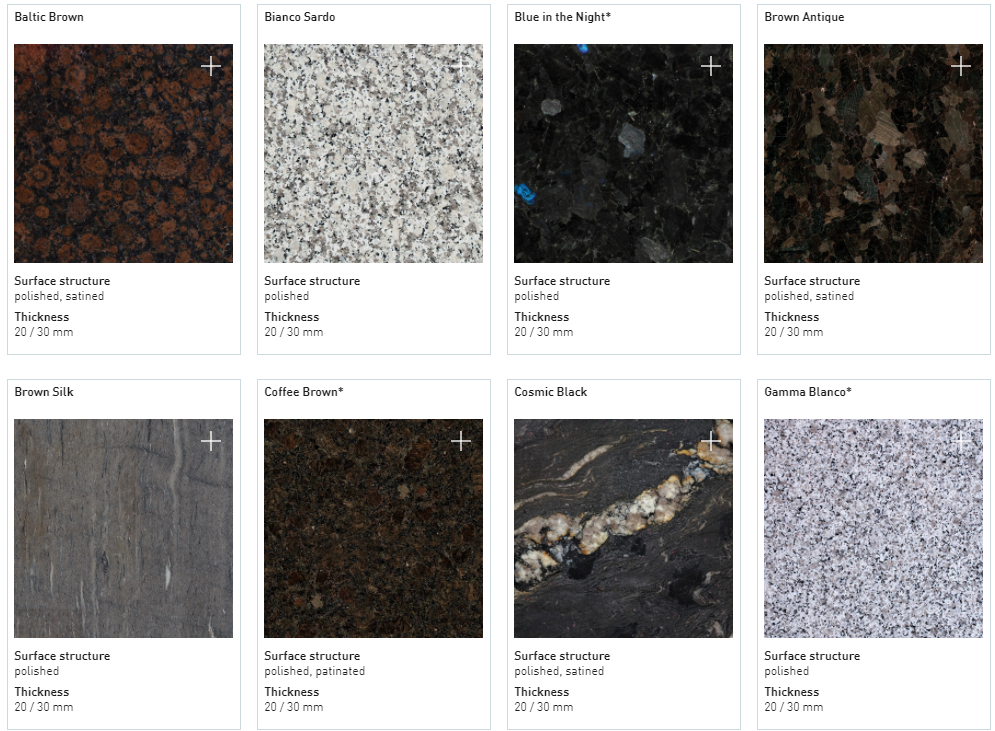 Baltic Brown
Bianco Sardo
Blue in the Night*
Brown Antique
Surface structure
polished, satined
Thickness
20 / 30 mm
Surface structure
polished
Thickness
20 / 30 mm
Surface structure
polished
Thickness
20 / 30 mm
Surface structure
polished, satined
Thickness
20 / 30 mm
Brown Silk
Coffee Brown*
Cosmic Black
Gamma Blanco*
Surface structure
polished
Thickness
20 / 30 mm
Surface structure
polished, patinated
Thickness
20 / 30 mm
Surface structure
polished, satined
Thickness
20 / 30 mm
Surface structure
polished
Thickness
20 / 30 mm